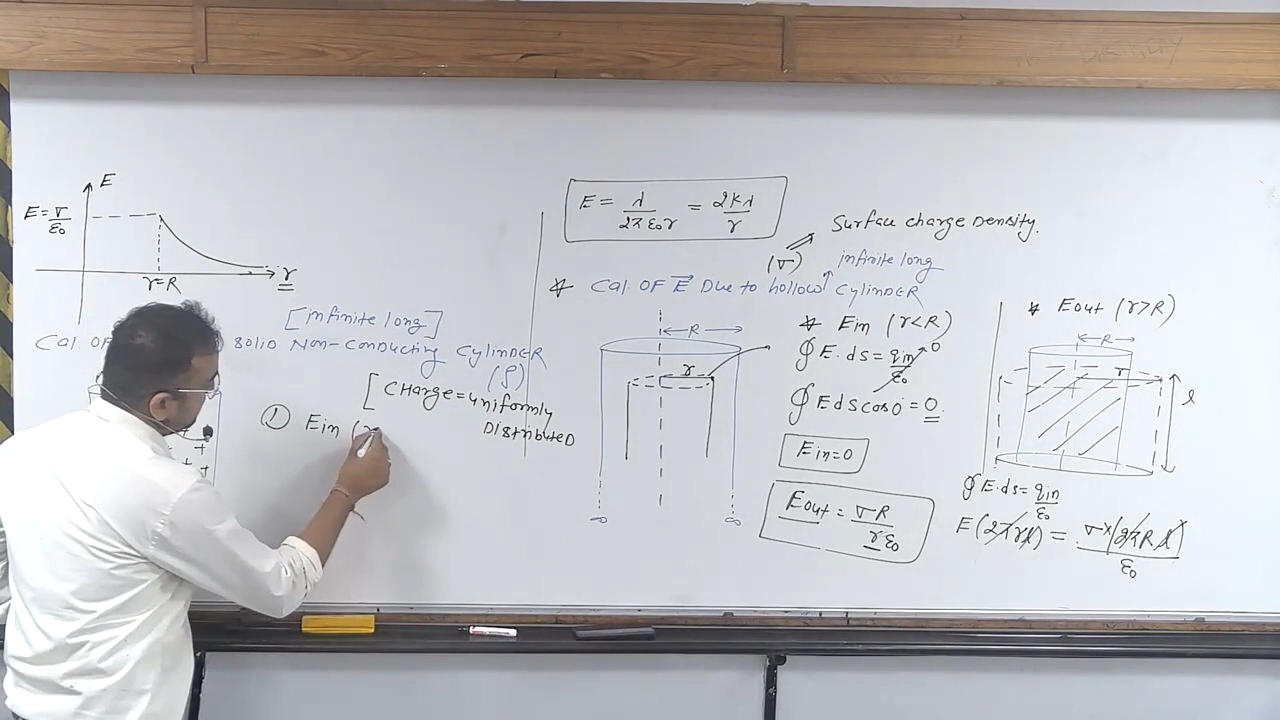 E
E = σ/ε₀
r=R
r
[infinite long]
Cal. OF
Solid Non-Conducting Cylinder
(ρ)
[CHarge = uniformly
Distributed
① Ein (r
E = λ/2πε₀r = 2kλ/r
Surface charge Density.
(σ)
infinite long
* Cal. OF E⃗ Due to hollow Cylinder
R
r
∞ ∞
* Ein (r<R)
∮ E.ds = qin/ε₀ 0
∮ E ds cos0 = 0.
Ein=0
Eout = σR/rε₀
* Eout (r>R)
R
r
l
∮ E.ds = qin/ε₀
E(2πrl) = σ×(2πRl)/ε₀